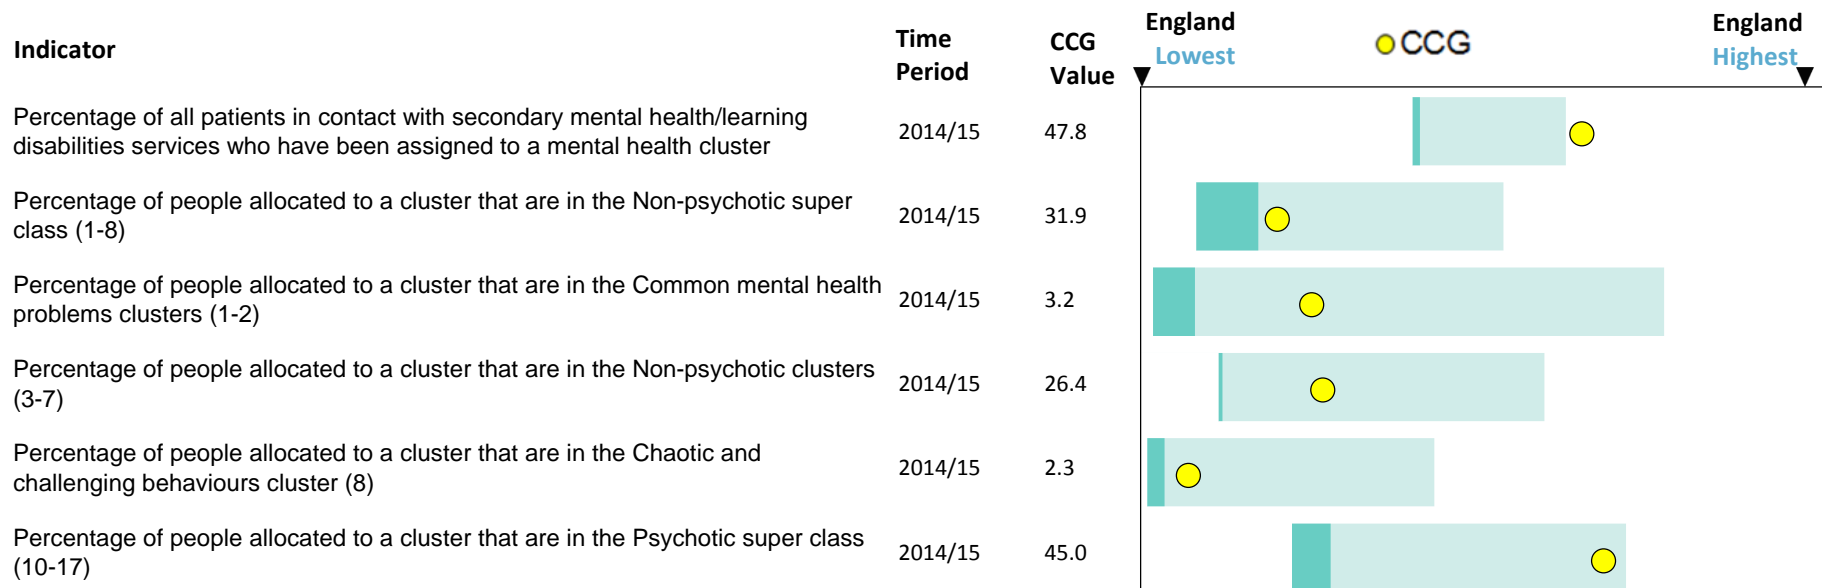 Indicator
Time
Period
CCG
Value
England
Lowest
CCG
England
Highest
Percentage of all patients in contact with secondary mental health/learning
disabilities services who have been assigned to a mental health cluster
2014/15
47.8
Percentage of people allocated to a cluster that are in the Non-psychotic super
class (1-8)
2014/15
31.9
Percentage of people allocated to a cluster that are in the Common mental health
problems clusters (1-2)
2014/15
3.2
Percentage of people allocated to a cluster that are in the Non-psychotic clusters
(3-7)
2014/15
26.4
Percentage of people allocated to a cluster that are in the Chaotic and
challenging behaviours cluster (8)
2014/15
2.3
Percentage of people allocated to a cluster that are in the Psychotic super class
(10-17)
2014/15
45.0